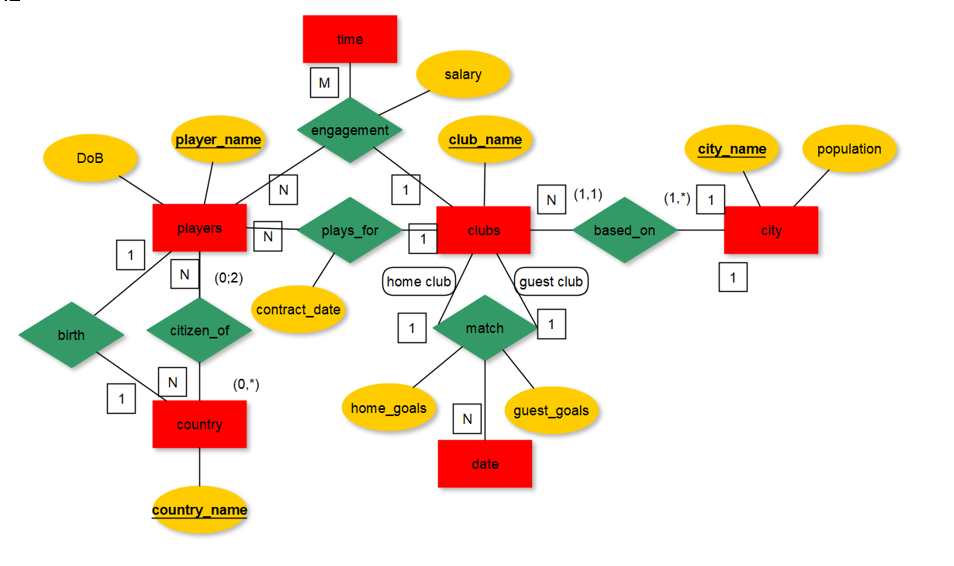 time
M
salary
engagement
player_name
club_name
DoB
city_name
population
N
1
N
(1,1)
(1,*)
1
players
N
plays_for
1
clubs
based_on
city
1
N
(0;2)
home club
guest club
1
contract_date
birth
citizen_of
1
match
1
1
N
(0,*)
home_goals
guest_goals
N
country
date
country_name